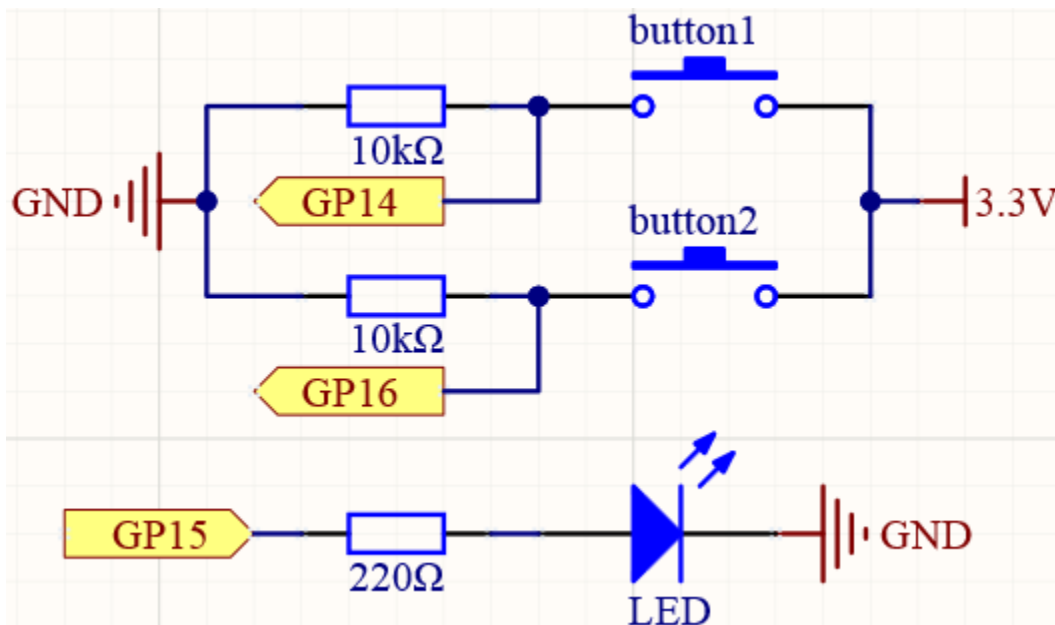 button1
10kΩ
GND
GP14
3.3V
button2
10kΩ
GP16
GP15
220Ω
GND
LED